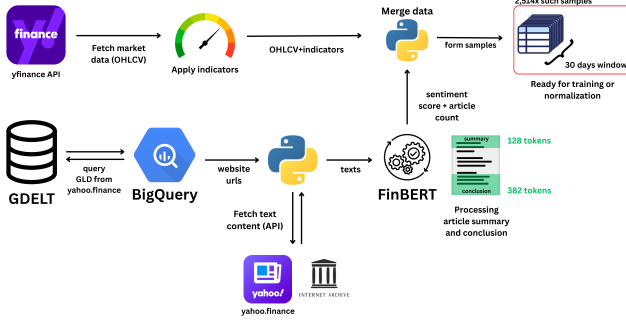 2,514x such samples
Merge data
finance
Fetch market
data (OHLCV)
OHLCV+indicators
form samples
30 days window
yfinance API
Apply indicators
Ready for training or
normalization
sentiment
score + article
count
summary
128 tokens
query
GLD from
yahoo.finance
website
urls
texts
GDELT
BigQuery
FinBERT
conclusion
382 tokens
Fetch text
content (API)
Processing
article summary
and conclusion
yahoo!
INTERNET ARCHIVE
yahoo.finance